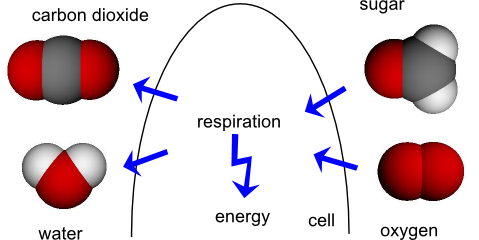 carbon dioxide
sugar
respiration
energy
cell
water
oxygen